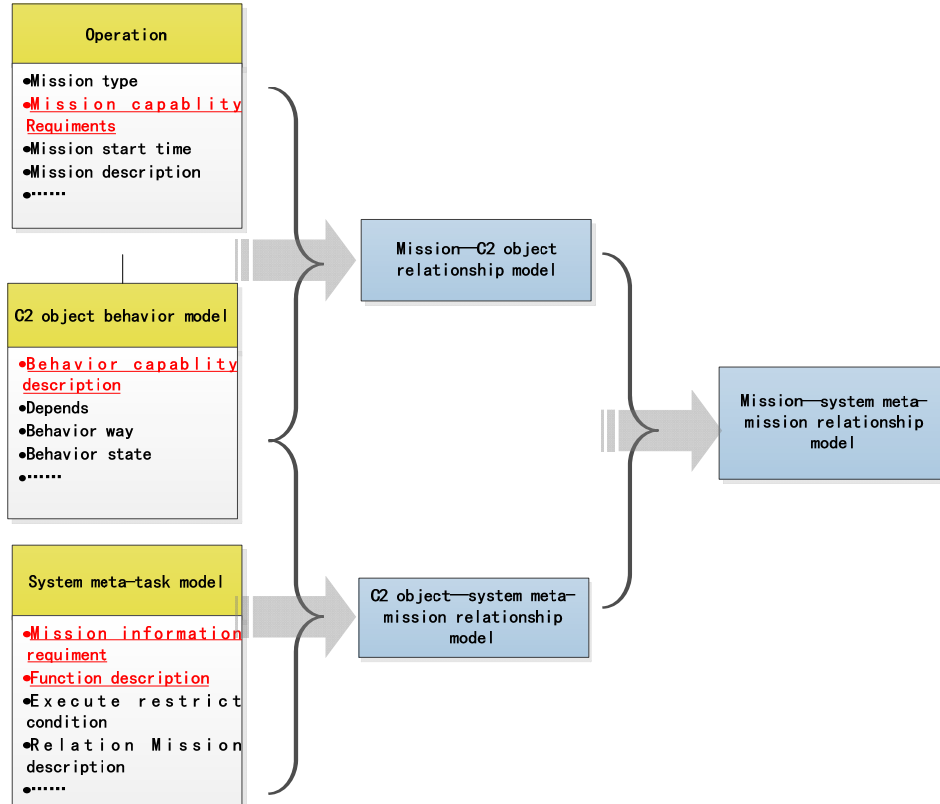 Operation
•Mission type
•Mission capablity
Requiments
•Mission start time
•Mission description
•······
C2 object behavior model
•Behavior capablity
description
•Depends
•Behavior way
•Behavior state
•······
System meta—task model
•Mission information
requiment
•Function description
•Execute restrict
condition
•Relation Mission
description
•······
Mission—C2 object
relationship model
C2 object—system meta-
mission relationship
model
Mission—system meta-
mission relationship
model